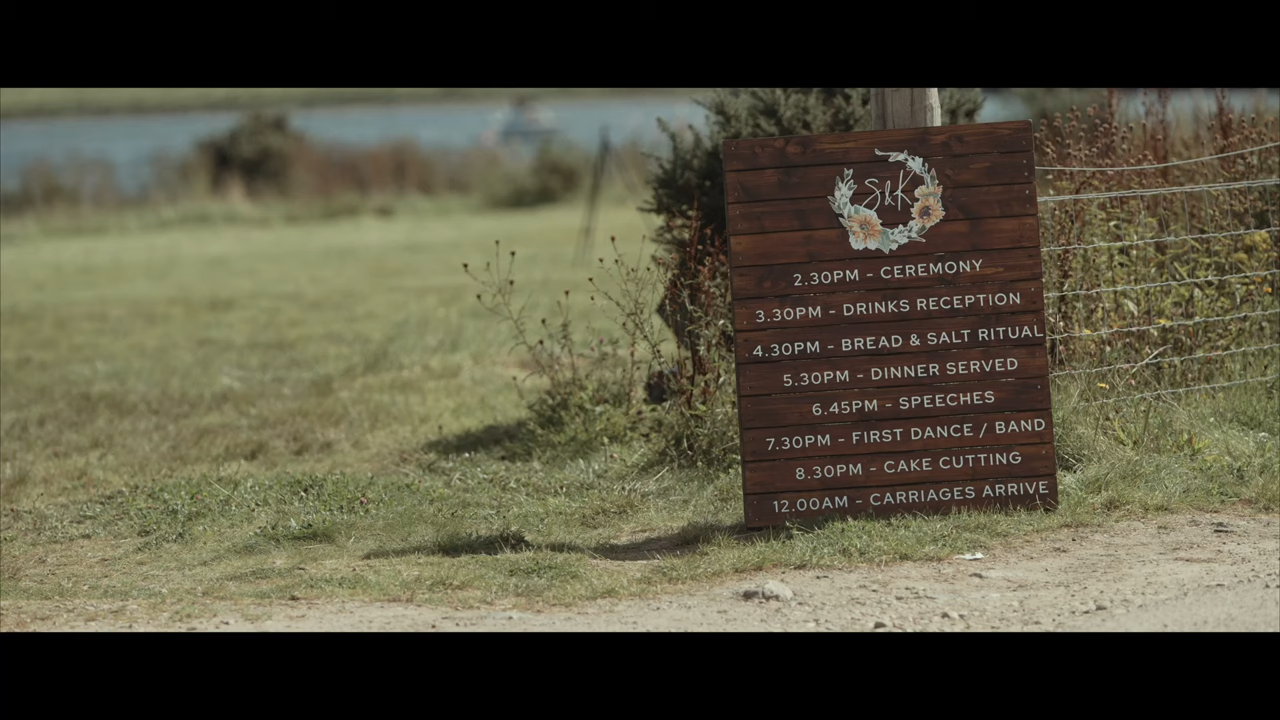 S&K
2.30PM - CEREMONY
3.30PM - DRINKS RECEPTION
4.30PM - BREAD & SALT RITUAL
5.30PM - DINNER SERVED
6.45PM - SPEECHES
7.30PM - FIRST DANCE / BAND
8.30PM - CAKE CUTTING
12.00AM - CARRIAGES ARRIVE